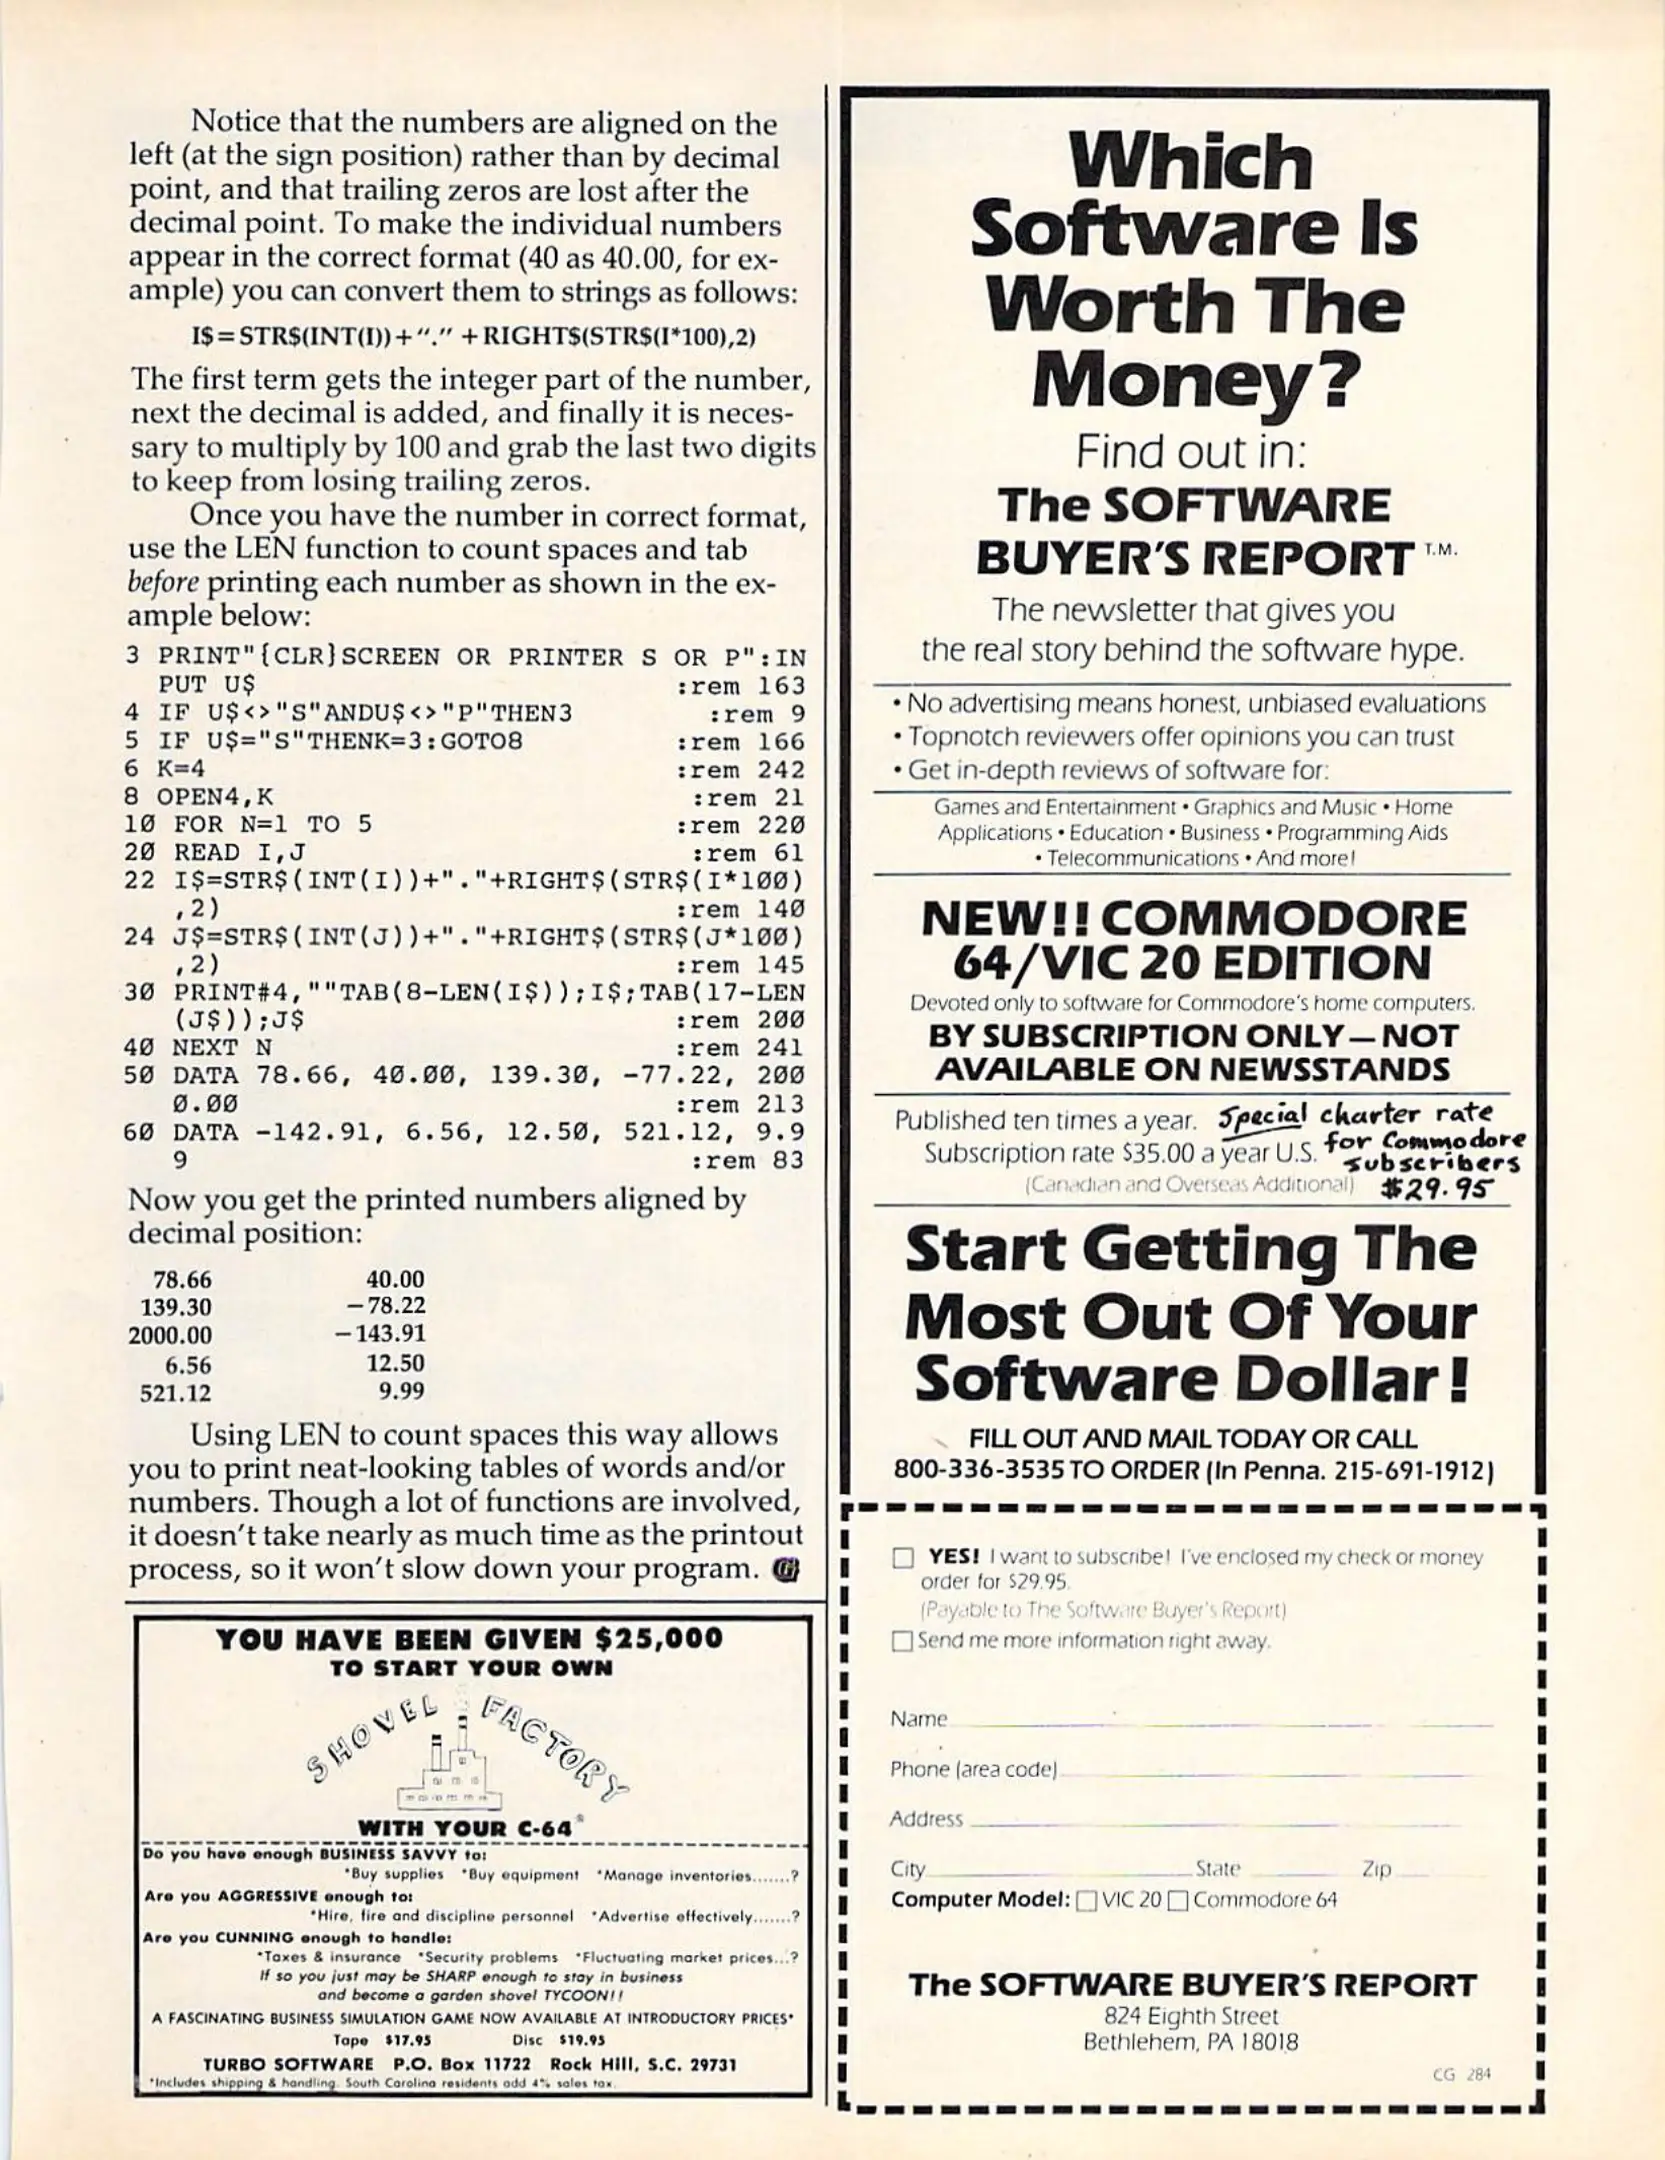 Notice that the numbers are aligned on the
left (at the sign position) rather than by decimal
point, and that trailing zeros are lost after the
decimal point. To make the individual numbers
appear in the correct format (40 as 40.00, for ex-
ample) you can convert them to strings as follows:
I$=STR$(INT(I))+"." +RIGHT$(STR$(I*100),2)
The first term gets the integer part of the number,
next the decimal is added, and finally it is neces-
sary to multiply by 100 and grab the last two digits
to keep from losing trailing zeros.
Once you have the number in correct format,
use the LEN function to count spaces and tab
before printing each number as shown in the ex-
ample below:
3 PRINT"{CLR}SCREEN OR PRINTER S OR P":IN
PUT U$ :rem 163
4 IF U$<>"S"ANDU$<>"P"THEN3 :rem 9
5 IF U$="S"THENK=3:GOTO8 :rem 166
6 K=4 :rem 242
8 OPEN4,K :rem 21
10 FOR N=1 TO 5 :rem 220
20 READ I,J :rem 61
22 I$=STR$(INT(I))+"."+RIGHT$(STR$(I*100)
,2) :rem 140
24 J$=STR$(INT(J))+"."+RIGHT$(STR$(J*100)
,2) :rem 145
30 PRINT#4,""TAB(8-LEN(I$));I$;TAB(17-LEN
(J$));J$ :rem 200
40 NEXT N :rem 241
50 DATA 78.66, 40.00, 139.30, -77.22, 200
0.00 :rem 213
60 DATA -142.91, 6.56, 12.50, 521.12, 9.9
9 :rem 83
Now you get the printed numbers aligned by
decimal position:
78.66 40.00
139.30 −78.22
2000.00 −143.91
6.56 12.50
521.12 9.99
Using LEN to count spaces this way allows
you to print neat-looking tables of words and/or
numbers. Though a lot of functions are involved,
it doesn't take nearly as much time as the printout
process, so it won't slow down your program. G
YOU HAVE BEEN GIVEN $25,000
TO START YOUR OWN
SHOVEL FACTORY
WITH YOUR C-64®
Do you have enough BUSINESS SAVVY to:
*Buy supplies *Buy equipment *Manage inventories.......?
Are you AGGRESSIVE enough to:
*Hire, fire and discipline personnel *Advertise effectively.......?
Are you CUNNING enough to handle:
*Taxes & insurance *Security problems *Fluctuating market prices...?
If so you just may be SHARP enough to stay in business
and become a garden shovel TYCOON!!
A FASCINATING BUSINESS SIMULATION GAME NOW AVAILABLE AT INTRODUCTORY PRICES*
Tape $17.95 Disc $19.95
TURBO SOFTWARE P.O. Box 11722 Rock Hill, S.C. 29731
*Includes shipping & handling. South Carolina residents add 4% sales tax.
Which
Software Is
Worth The
Money?
Find out in:
The SOFTWARE
BUYER'S REPORT T.M.
The newsletter that gives you
the real story behind the software hype.
• No advertising means honest, unbiased evaluations
• Topnotch reviewers offer opinions you can trust
• Get in-depth reviews of software for:
Games and Entertainment • Graphics and Music • Home
Applications • Education • Business • Programming Aids
• Telecommunications • And more!
NEW!! COMMODORE
64/VIC 20 EDITION
Devoted only to software for Commodore's home computers.
BY SUBSCRIPTION ONLY—NOT
AVAILABLE ON NEWSSTANDS
Published ten times a year. Special charter rate
Subscription rate $35.00 a year U.S. for Commodore
subscribers
(Canadian and Overseas Additional) $29.95
Start Getting The
Most Out Of Your
Software Dollar!
FILL OUT AND MAIL TODAY OR CALL
800-336-3535 TO ORDER (In Penna. 215-691-1912)
YES! I want to subscribe! I've enclosed my check or money
order for $29.95.
(Payable to The Software Buyer's Report)
Send me more information right away.
Name
Phone (area code)
Address
City State Zip
Computer Model: VIC 20 Commodore 64
The SOFTWARE BUYER'S REPORT
824 Eighth Street
Bethlehem, PA 18018
CG 284